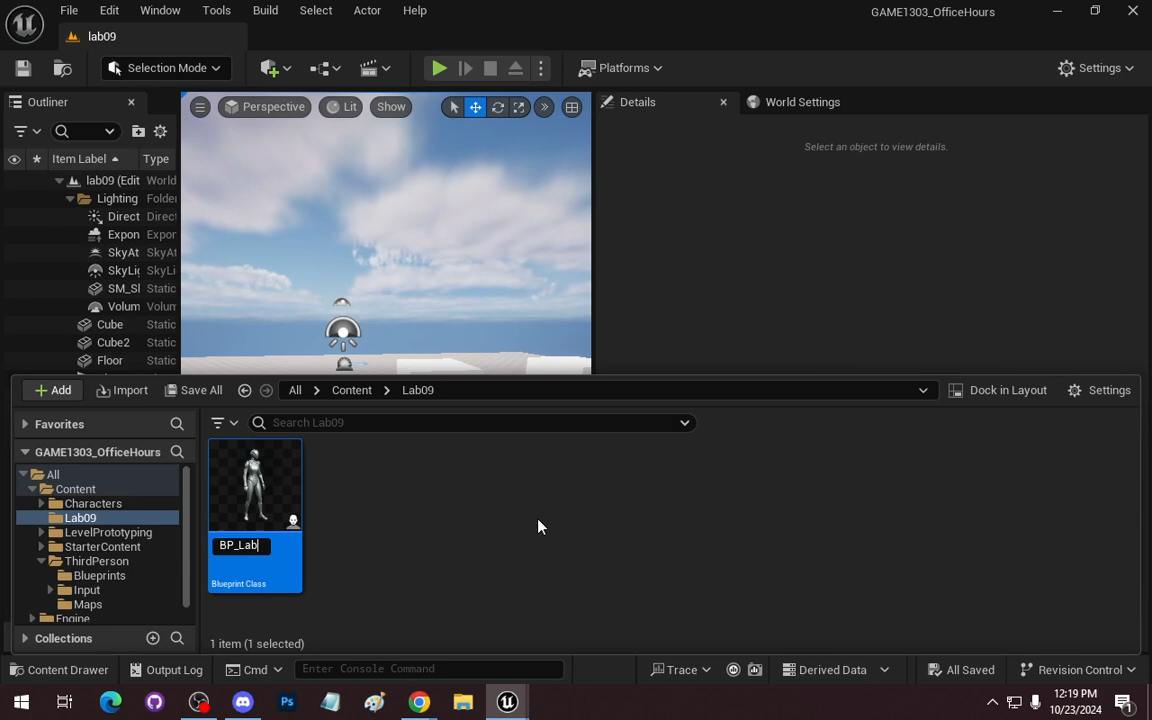 File Edit Window Tools Build Select Actor Help
GAME1303_OfficeHours
lab09
Selection Mode
Platforms
Settings
Outliner
Perspective
Lit
Show
Details
World Settings
Item Label
Type
Select an object to view details.
lab09 (Edit World
Lighting Folde
Direct Direct
Expon Expor
SkyAt SkyAt
SkyLi SkyLi
SM_Sl Static
Volum Volum
Cube Static
Cube2 Static
Floor Static
Add
Import
Save All
All
Content
Lab09
Dock in Layout
Settings
Favorites
Search Lab09
GAME1303_OfficeHours
All
Content
Characters
Lab09
LevelPrototyping
StarterContent
ThirdPerson
Blueprints
Input
Maps
Engine
BP_Lab
Blueprint Class
Collections
1 item (1 selected)
Content Drawer
Output Log
Cmd
Enter Console Command
Trace
Derived Data
All Saved
Revision Control
12:19 PM
10/23/2024
1